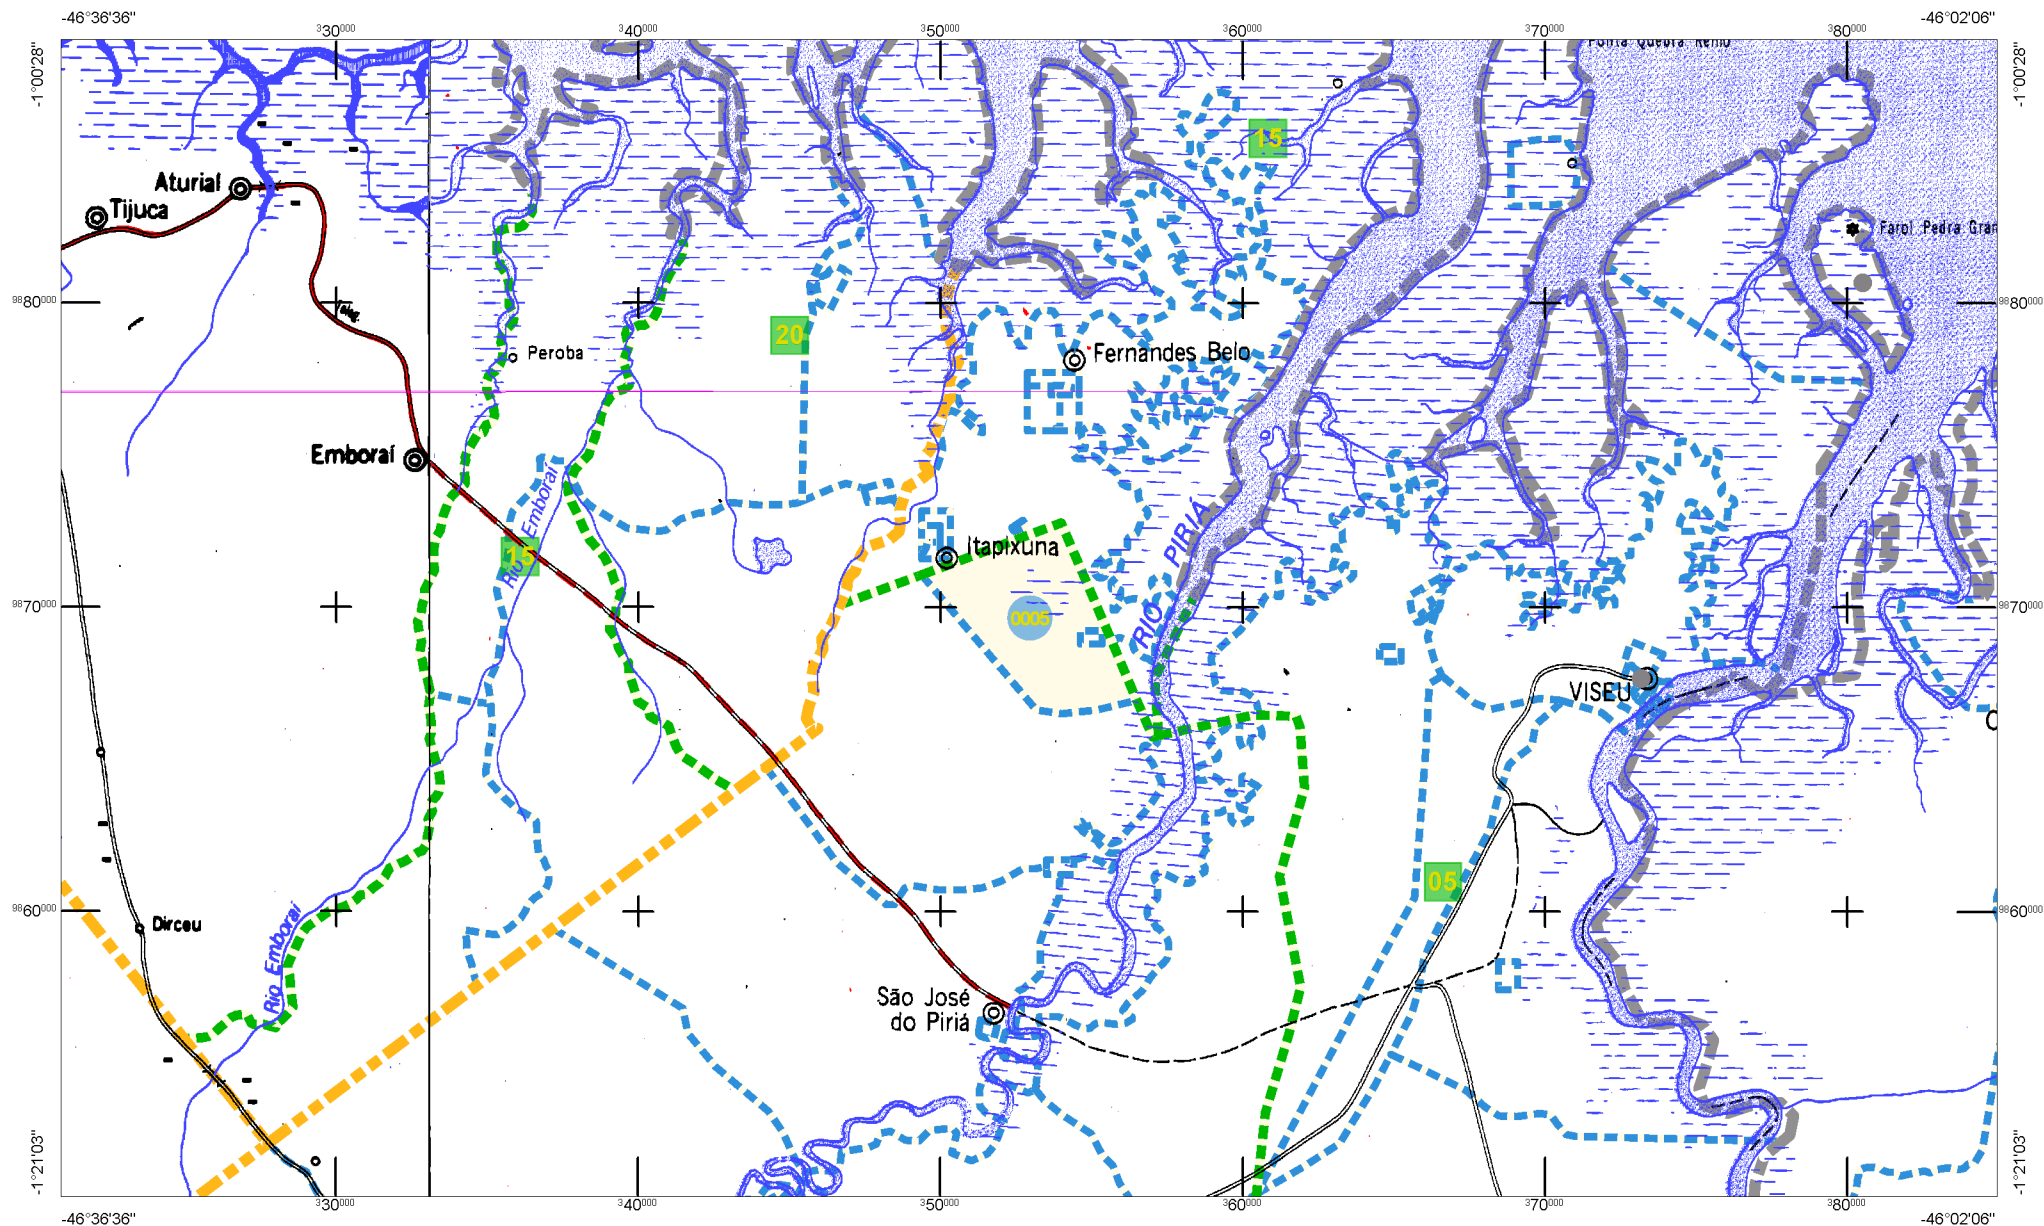 -46°36'36"
-46°02'06"
330000
340000
350000
360000
370000
380000
-1°00'28"
-1°00'28"
Ponta Quebra Remo
15
Aturial
Tijuca
Farol Pedra Gran
9880000
9880000
20
Peroba
Fernandes Belo
Emboraí
Rio Emboraí
RIO PIRIÁ
15
Itapixuna
9870000
9870000
0005
VISEU
05
9860000
9860000
Dirceu
Rio Emboraí
São José
do Piriá
-1°21'03"
-1°21'03"
330000
340000
350000
360000
370000
380000
-46°36'36"
-46°02'06"